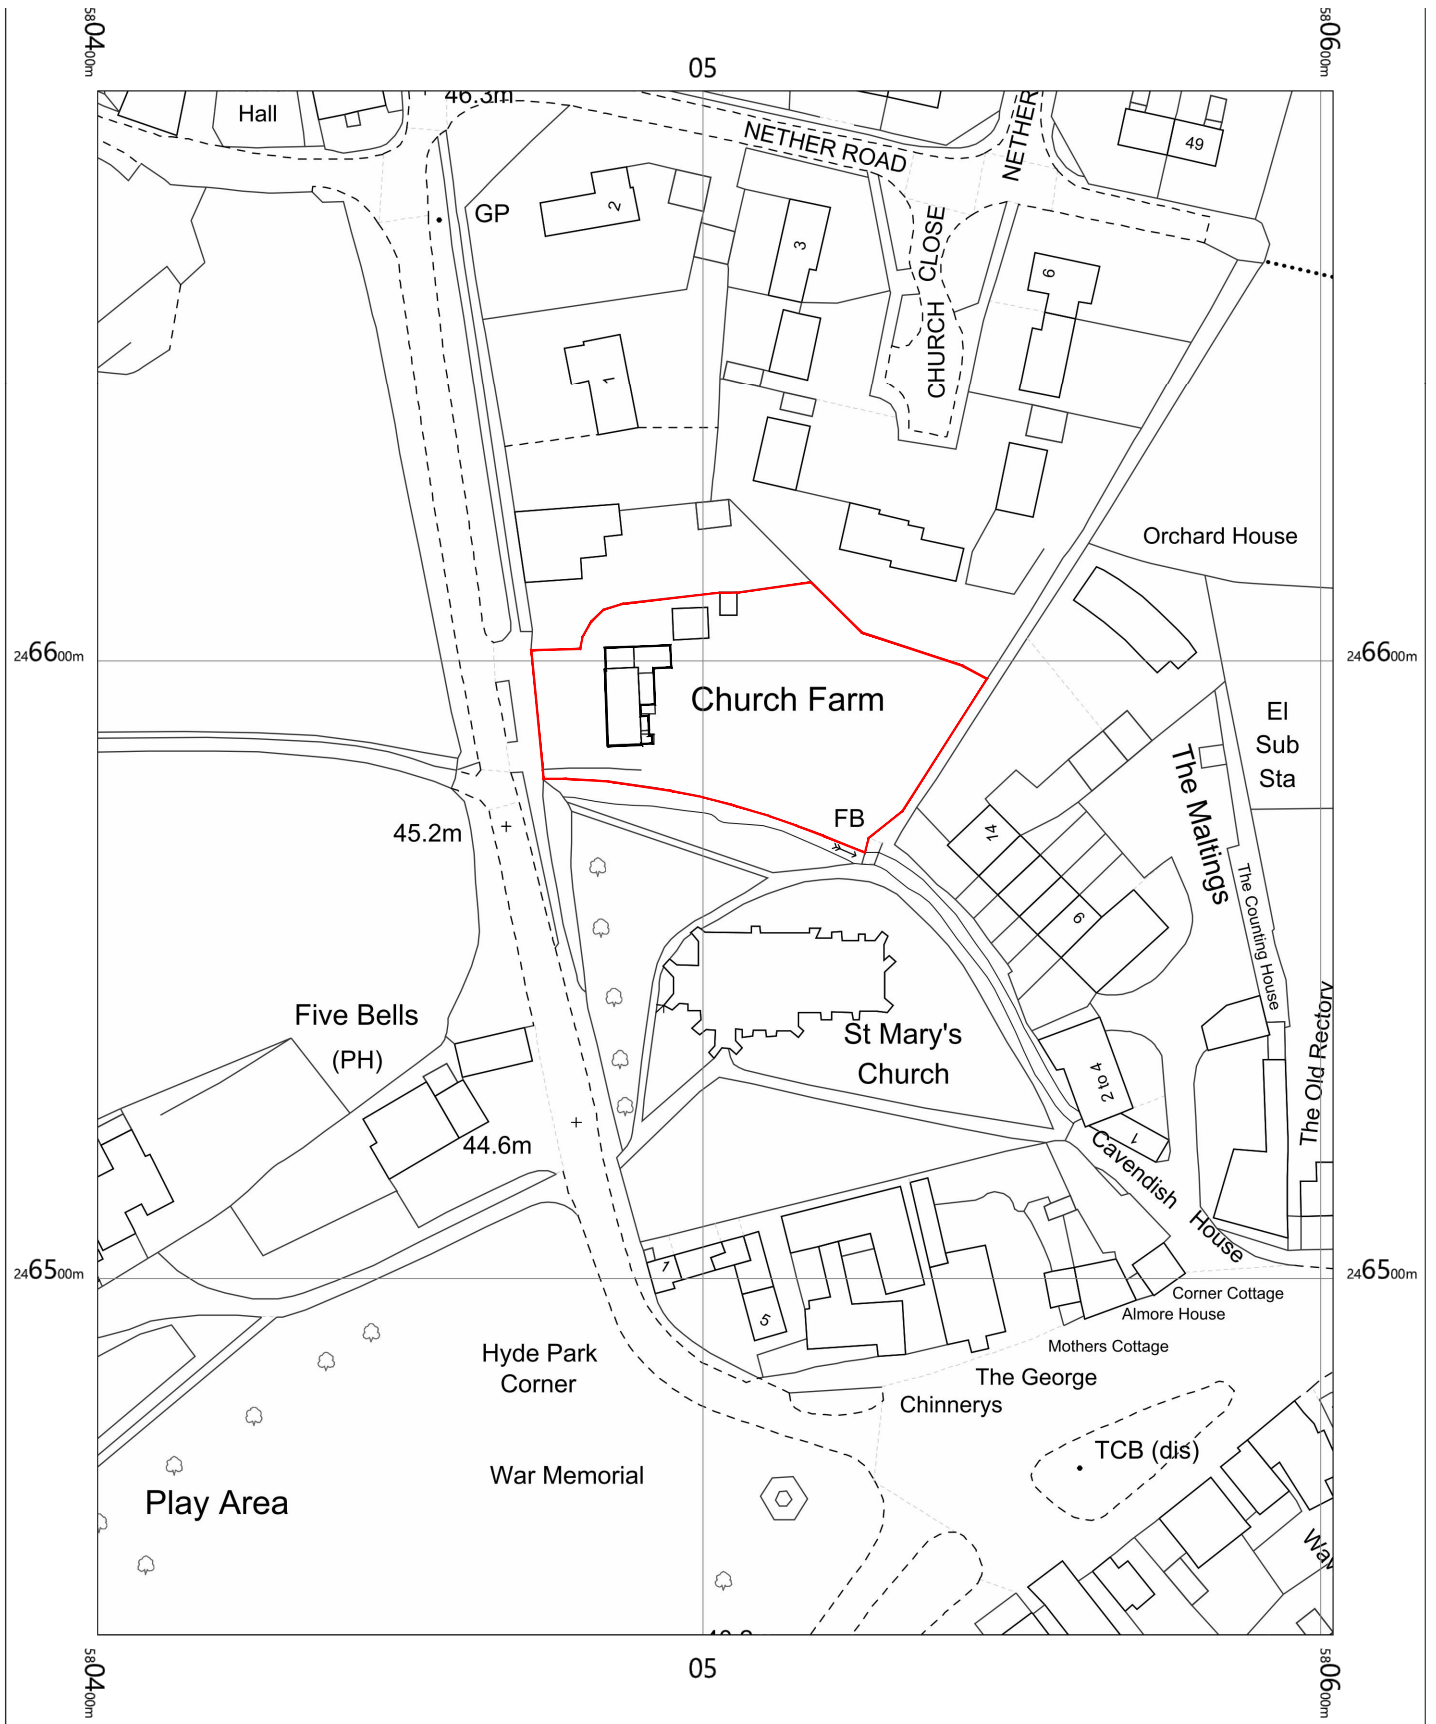 580400m
05
580600m
46.3m
Hall
NETHER ROAD
NETHER
49
GP
2
3
CHURCH CLOSE
6
1
Orchard House
246600m
246600m
Church Farm
El
Sub
Sta
The Maltings
FB
14
45.2m
The Counting House
9
Five Bells
(PH)
St Mary's
Church
The Old Rectory
2 to 4
44.6m
1
Cavendish
House
1
5
246500m
246500m
Corner Cottage
Almore House
Mothers Cottage
Hyde Park
Corner
The George
Chinnerys
TCB (dis)
War Memorial
Play Area
580400m
05
580600m